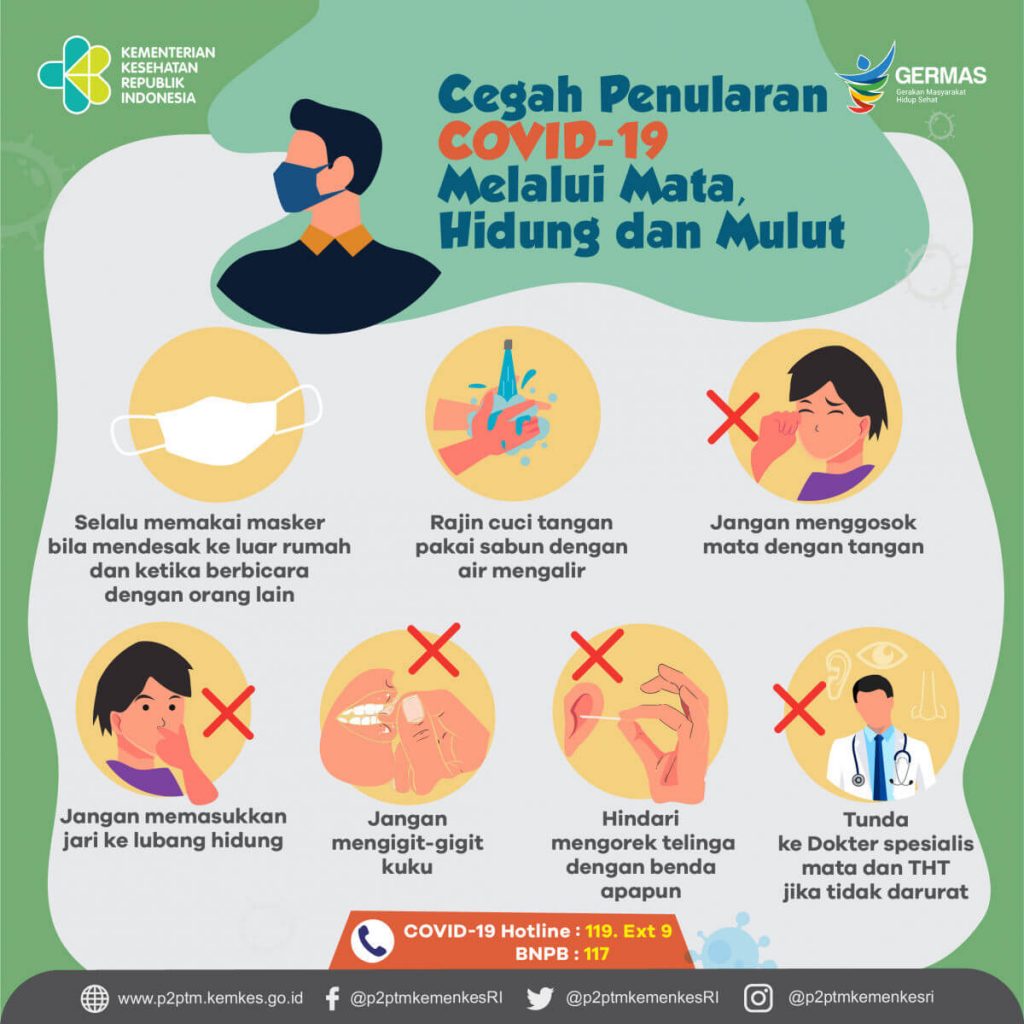 KEMENTERIAN
KESEHATAN
REPUBLIK
INDONESIA
GERMAS
Gerakan Masyarakat
Hidup Sehat
Cegah Penularan
COVID-19
Melalui Mata,
Hidung dan Mulut
Selalu memakai masker
bila mendesak ke luar rumah
dan ketika berbicara
dengan orang lain
Rajin cuci tangan
pakai sabun dengan
air mengalir
Jangan menggosok
mata dengan tangan
Jangan memasukkan
jari ke lubang hidung
Jangan
mengigit-gigit
kuku
Hindari
mengorek telinga
dengan benda
apapun
Tunda
ke Dokter spesialis
mata dan THT
jika tidak darurat
COVID-19 Hotline : 119. Ext 9
BNPB : 117
www.p2ptm.kemkes.go.id
@p2ptmkemenkesRI
@p2ptmkemenkesRI
@p2ptmkemenkesri